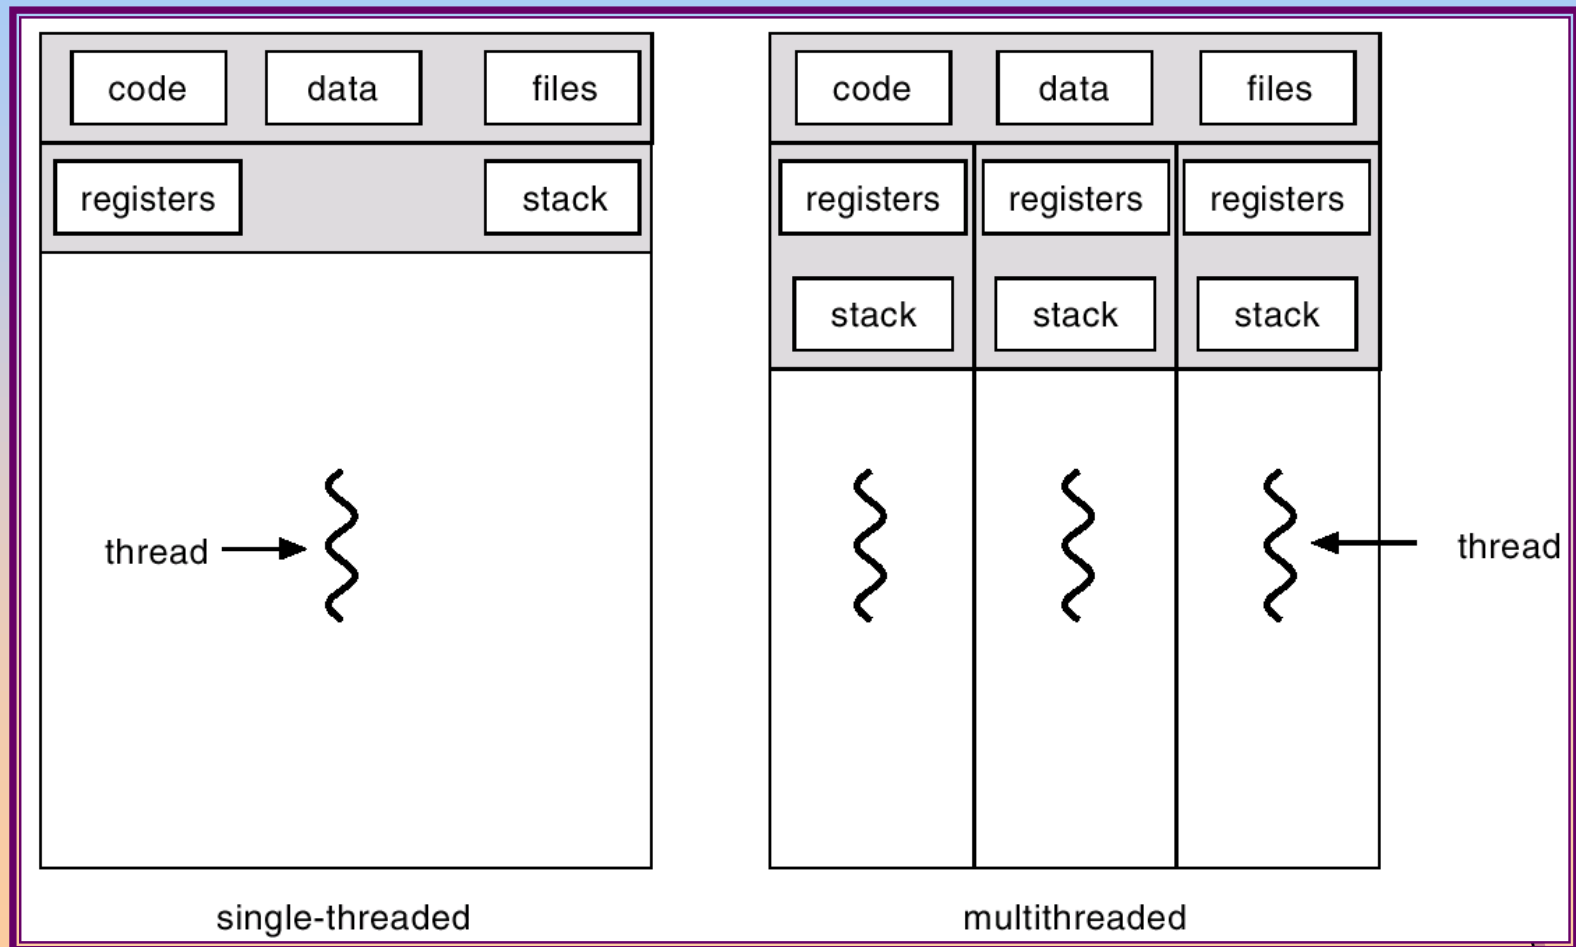 code data files
registers stack
thread
single-threaded
code data files
registers registers registers
stack stack stack
thread
multithreaded